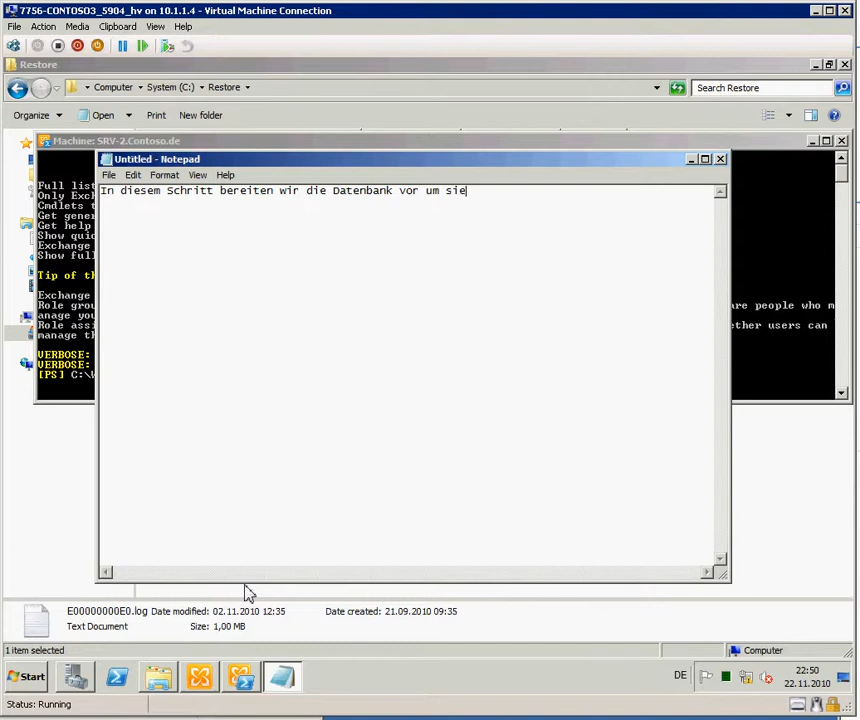 7756-CONTOSO3_5904_hv on 10.1.1.4 - Virtual Machine Connection
File Action Media Clipboard View Help
Restore
Computer System (C:) Restore
Search Restore
Organize Open Print New folder
Machine: SRV-2.Contoso.de
Untitled - Notepad
File Edit Format View Help
In diesem Schritt bereiten wir die Datenbank vor um sie
Full list
Only Exch
Cmdlets t
Get gener
Get help
Show quic
Exchange
Show full
Tip of th
Exchange
Role grou
are people who m
anage you
Role assi
ether users can
manage th
VERBOSE:
VERBOSE:
[PS] C:\W
E00000000E0.log Date modified: 02.11.2010 12:35 Date created: 21.09.2010 09:35
Text Document Size: 1,00 MB
1 item selected Computer
Start DE 22:50
22.11.2010
Status: Running